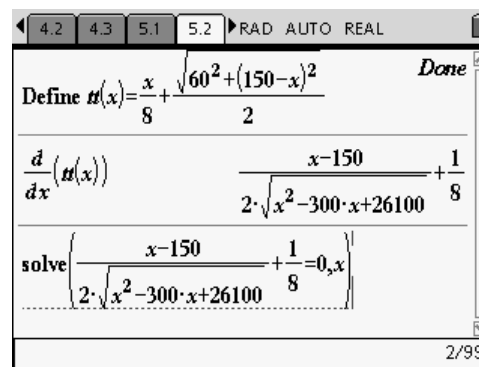 4.2 4.3 5.1 5.2 RAD AUTO REAL
Define tt(x)=x/8+√(60²+(150−x)²)/2 Done
d/dx(tt(x)) (x−150)/(2·√(x²−300·x+26100))+1/8
solve((x−150)/(2·√(x²−300·x+26100))+1/8=0,x)
2/99